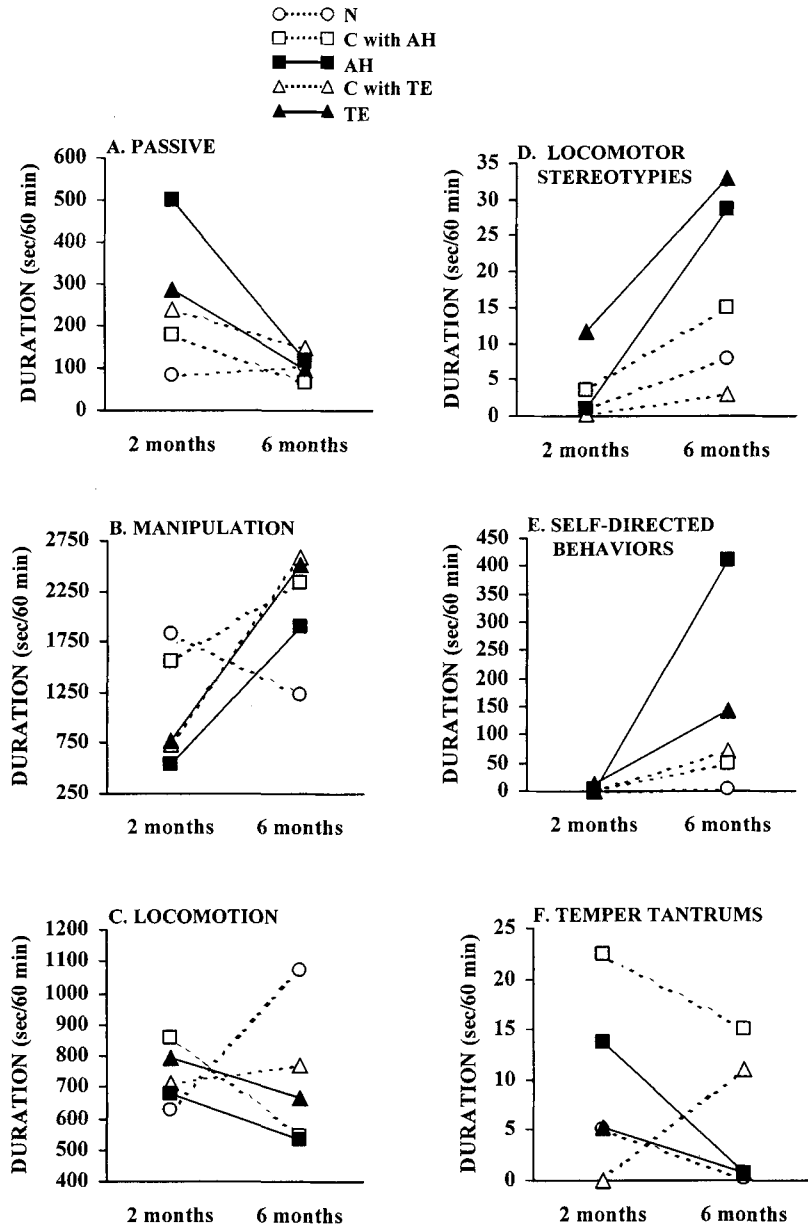 N
C with AH
AH
C with TE
TE
A. PASSIVE
DURATION (sec/60 min)
600
500
400
300
200
100
0
2 months 6 months
D. LOCOMOTOR
STEREOTYPIES
DURATION (sec/60 min)
35
30
25
20
15
10
5
0
2 months 6 months
B. MANIPULATION
DURATION (sec/60 min)
2750
2250
1750
1250
750
250
2 months 6 months
E. SELF-DIRECTED
BEHAVIORS
DURATION (sec/60 min)
450
400
350
300
250
200
150
100
50
0
2 months 6 months
C. LOCOMOTION
DURATION (sec/60 min)
1200
1100
1000
900
800
700
600
500
400
2 months 6 months
F. TEMPER TANTRUMS
DURATION (sec/60 min)
25
20
15
10
5
0
2 months 6 months